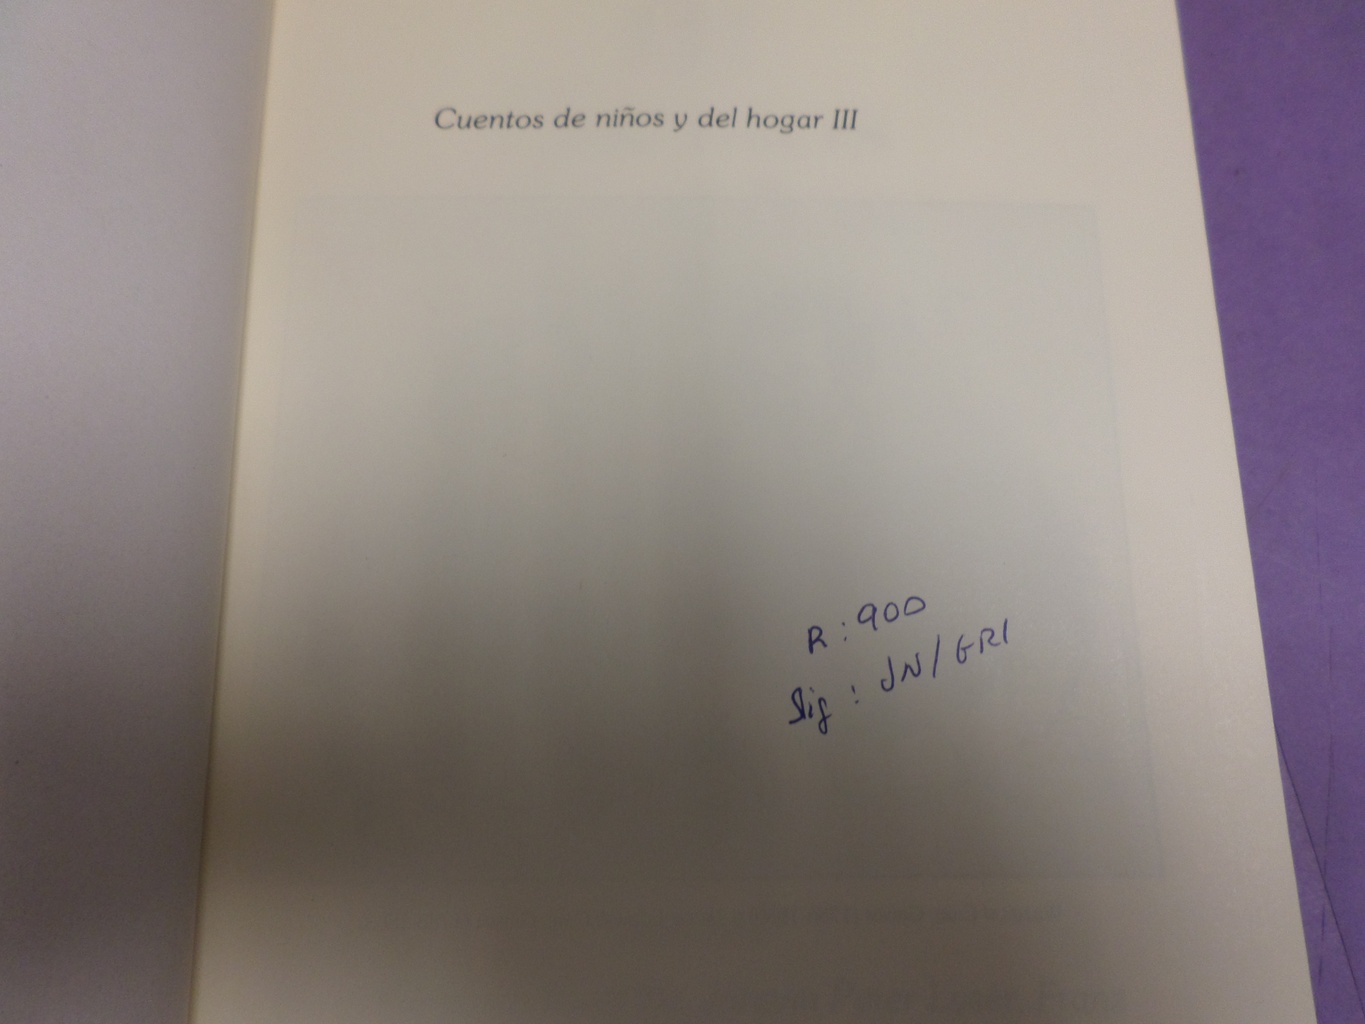 Cuentos de niños y del hogar III
R: 900
Sig: JN/GRI